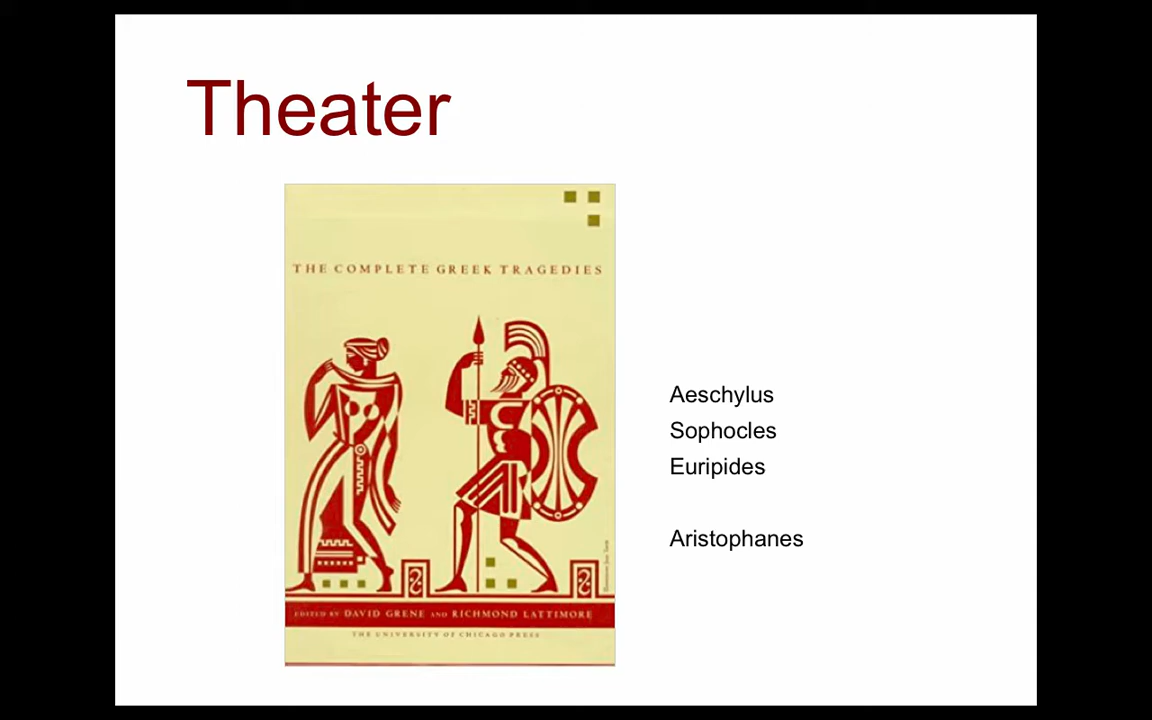 Theater
THE COMPLETE GREEK TRAGEDIES
Aeschylus
Sophocles
Euripides
Aristophanes
EDITED BY DAVID GRENE AND RICHMOND LATTIMORE
THE UNIVERSITY OF CHICAGO PRESS